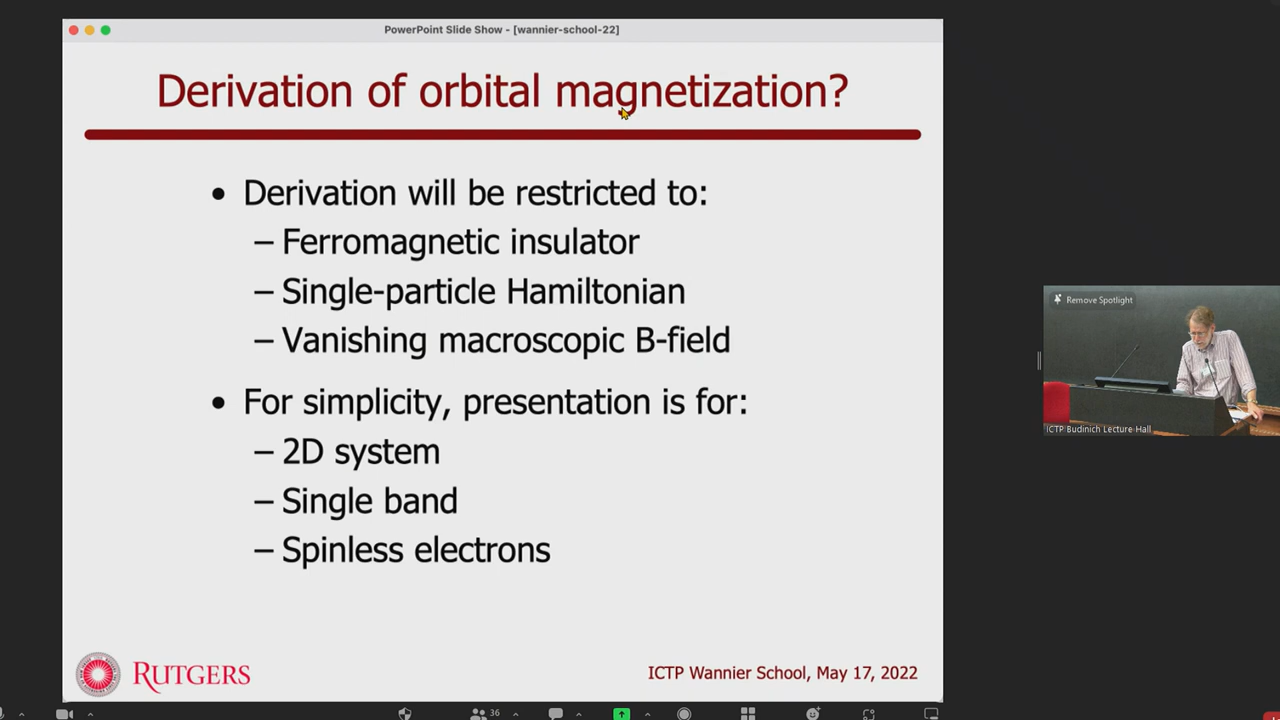 PowerPoint Slide Show - [wannier-school-22]
Derivation of orbital magnetization?
• Derivation will be restricted to:
– Ferromagnetic insulator
– Single-particle Hamiltonian
– Vanishing macroscopic B-field
• For simplicity, presentation is for:
– 2D system
– Single band
– Spinless electrons
RUTGERS
ICTP Wannier School, May 17, 2022
Remove Spotlight
ICTP Budinich Lecture Hall
36